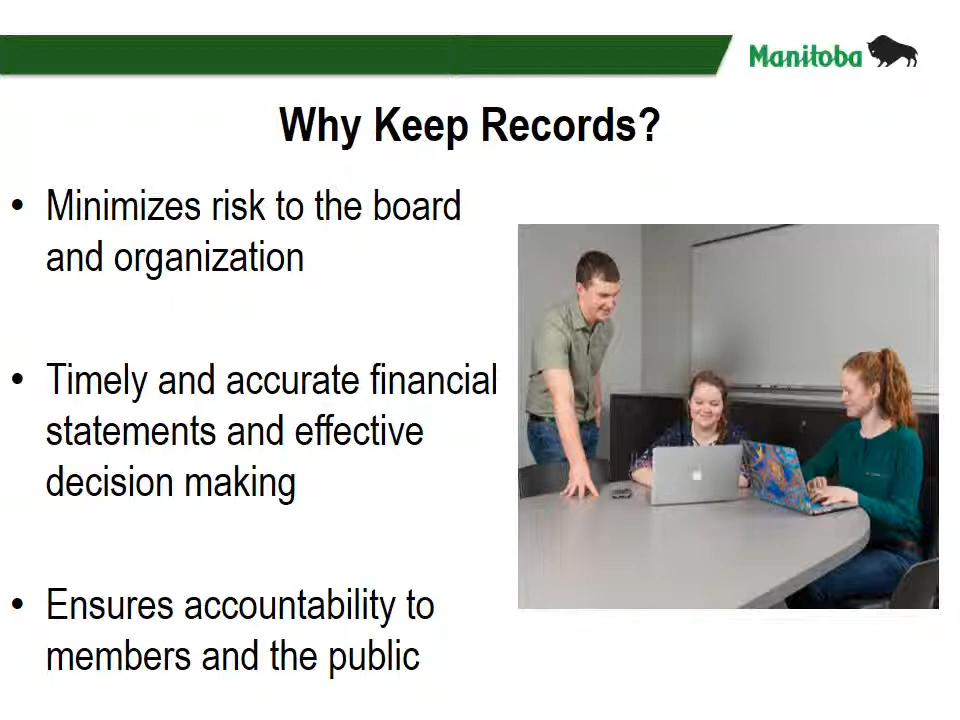 Manitoba
Why Keep Records?
• Minimizes risk to the board
and organization
• Timely and accurate financial
statements and effective
decision making
• Ensures accountability to
members and the public